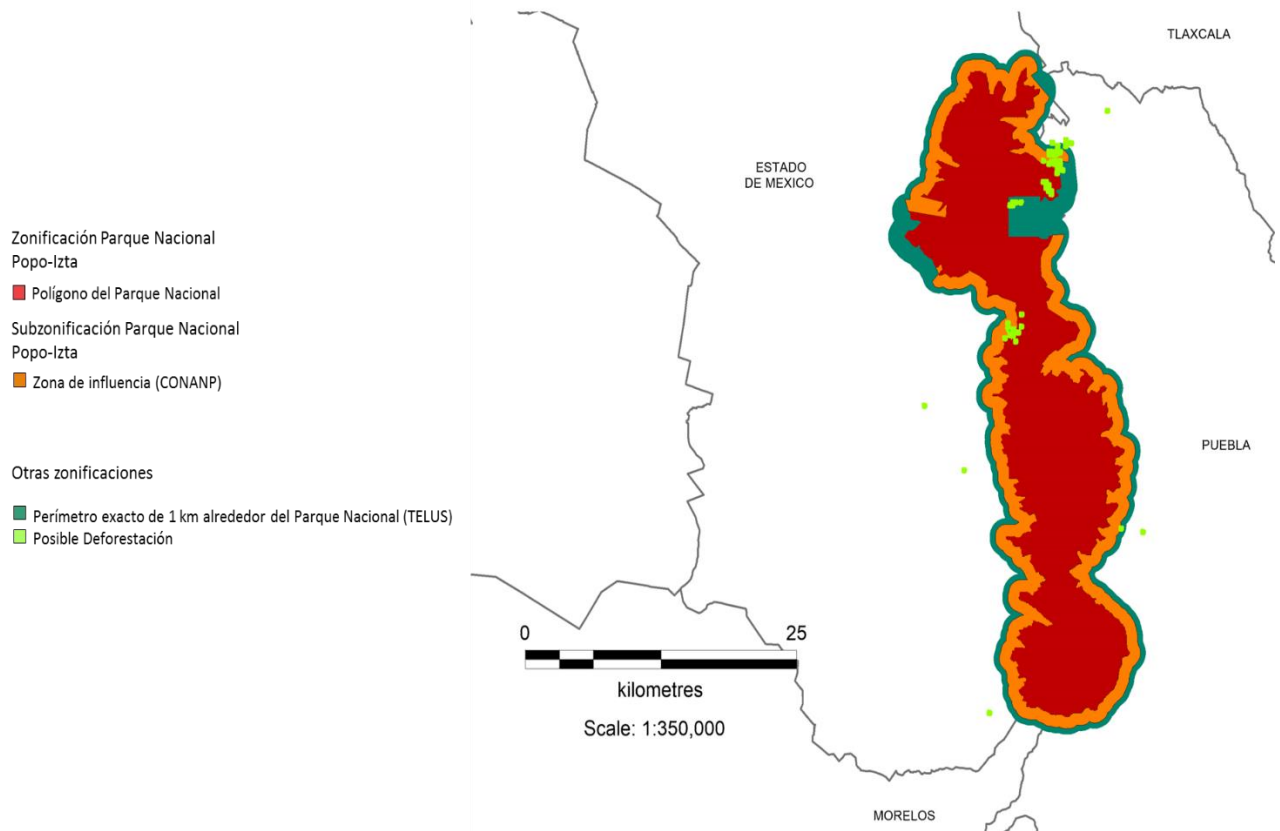 Zonificación Parque Nacional
Popo-Izta
Polígono del Parque Nacional
Subzonificación Parque Nacional
Popo-Izta
Zona de influencia (CONANP)
Otras zonificaciones
Perímetro exacto de 1 km alrededor del Parque Nacional (TELUS)
Posible Deforestación
TLAXCALA
ESTADO
DE MEXICO
PUEBLA
0 25
kilometres
Scale: 1:350,000
MORELOS